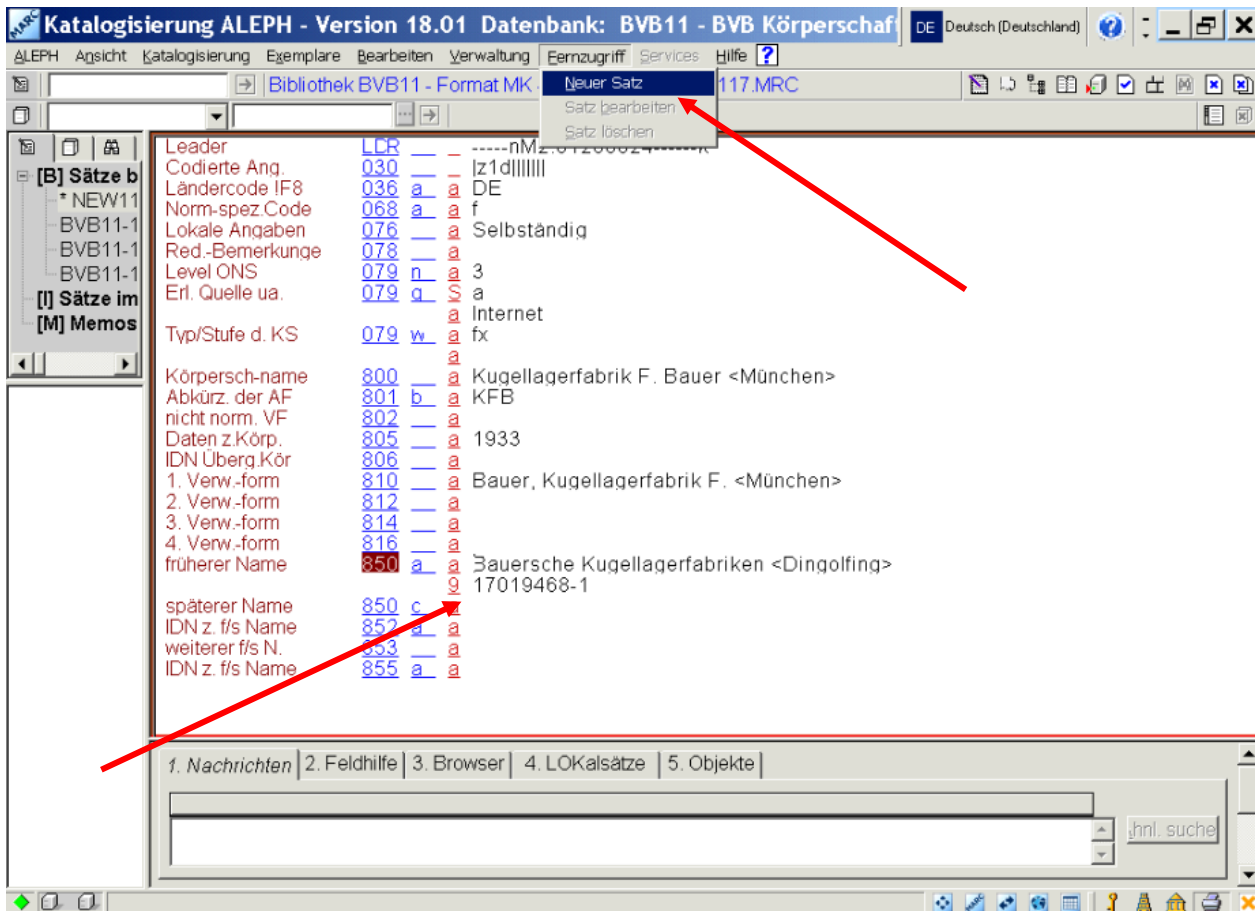 Katalogisierung ALEPH - Version 18.01 Datenbank: BVB11 - BVB Körperschaf
DE Deutsch (Deutschland)
ALEPH Ansicht Katalogisierung Exemplare Bearbeiten Verwaltung Fernzugriff Services Hilfe ?
Bibliothek BVB11 - Format MK 117.MRC
Neuer Satz
Satz bearbeiten
Satz löschen
[B] Sätze b
* NEW11
BVB11-1
BVB11-1
BVB11-1
[I] Sätze im
[M] Memos
Leader LDR
Codierte Ang. 030 |z1d|||||||
Ländercode !F8 036 a a DE
Norm-spez.Code 068 a a f
Lokale Angaben 076 a Selbständig
Red.-Bemerkunge 078 a
Level ONS 079 n a 3
Erl. Quelle ua. 079 q S a
a Internet
Typ/Stufe d. KS 079 w a fx
a
Körpersch-name 800 a Kugellagerfabrik F. Bauer <München>
Abkürz. der AF 801 b a KFB
nicht norm. VF 802 a
Daten z.Körp. 805 a 1933
IDN Überg.Kör 806 a
1. Verw.-form 810 a Bauer, Kugellagerfabrik F. <München>
2. Verw.-form 812 a
3. Verw.-form 814 a
4. Verw.-form 816 a
früherer Name 850 a a Bauersche Kugellagerfabriken <Dingolfing>
9 17019468-1
späterer Name 850 c a
IDN z. f/s Name 852 a a
weiterer f/s N. 853 a
IDN z. f/s Name 855 a a
1. Nachrichten 2. Feldhilfe 3. Browser 4. LOKalsätze 5. Objekte
hnl. suche